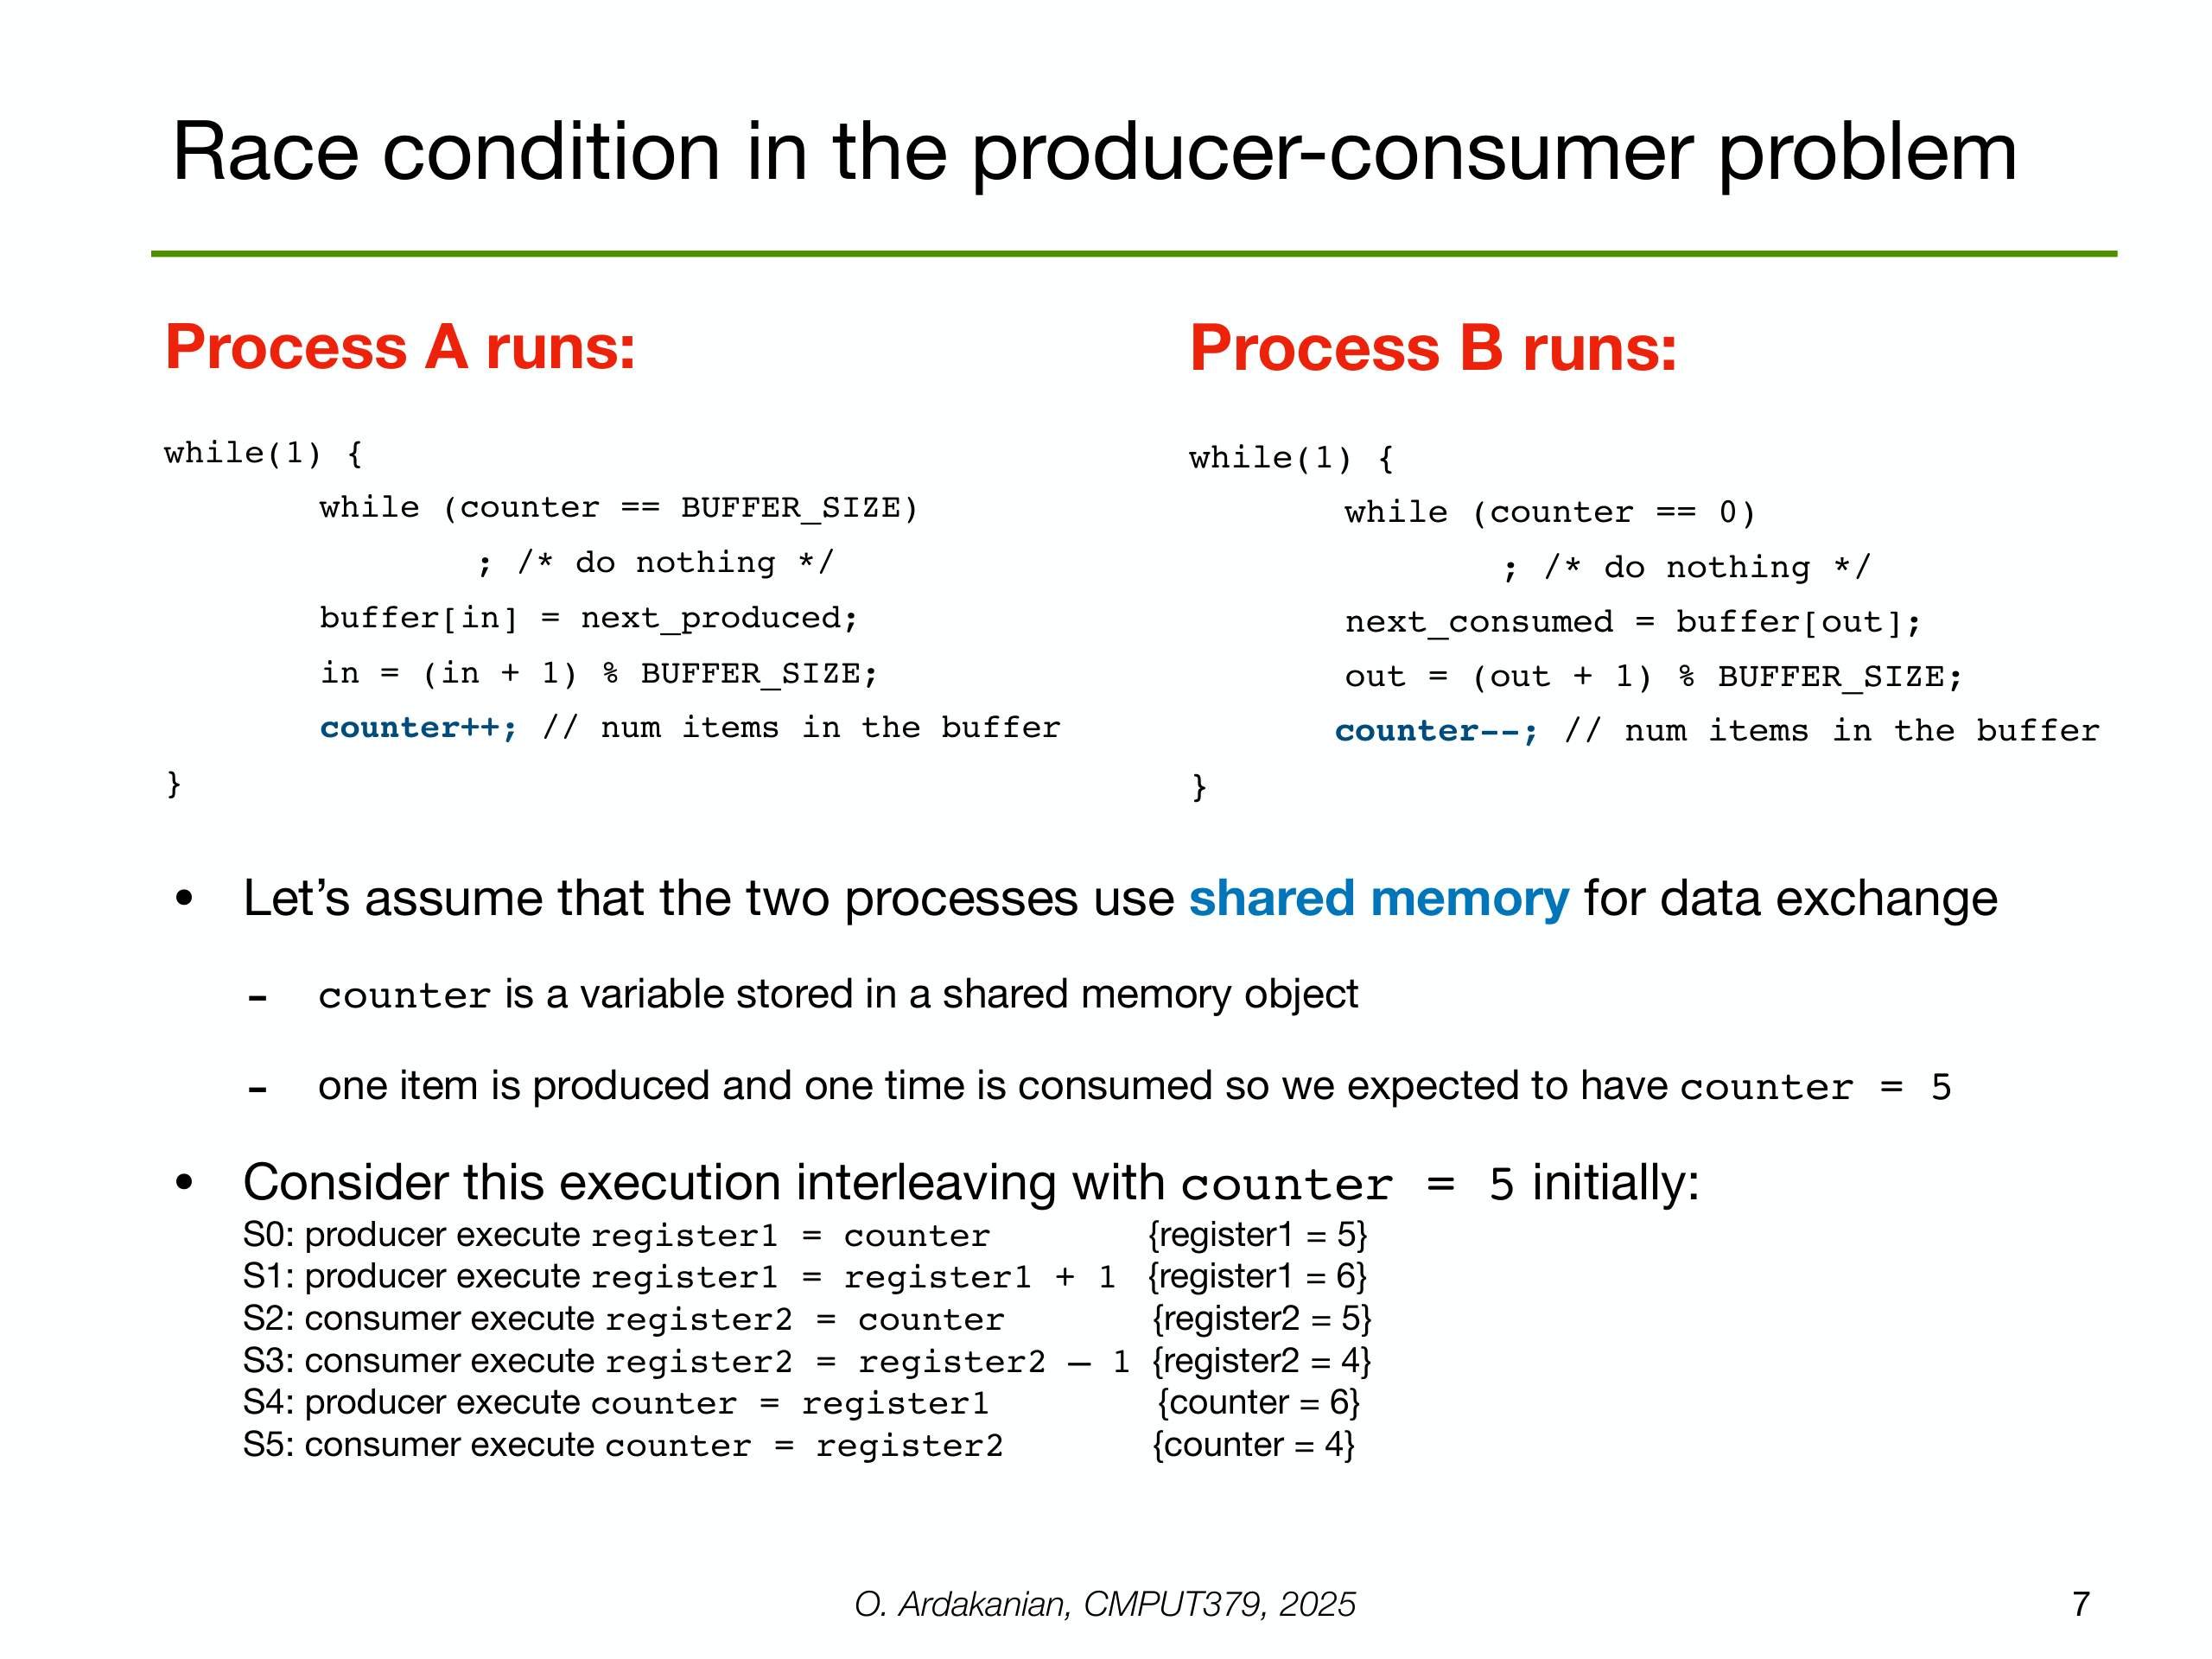 Race condition in the producer-consumer problem
Process A runs:
while(1) {
while (counter == BUFFER_SIZE)
; /* do nothing */
buffer[in] = next_produced;
in = (in + 1) % BUFFER_SIZE;
counter++; // num items in the buffer
}
Process B runs:
while(1) {
while (counter == 0)
; /* do nothing */
next_consumed = buffer[out];
out = (out + 1) % BUFFER_SIZE;
counter--; // num items in the buffer
}
• Let’s assume that the two processes use shared memory for data exchange
- counter is a variable stored in a shared memory object
- one item is produced and one time is consumed so we expected to have counter = 5
• Consider this execution interleaving with counter = 5 initially:
S0: producer execute register1 = counter {register1 = 5}
S1: producer execute register1 = register1 + 1 {register1 = 6}
S2: consumer execute register2 = counter {register2 = 5}
S3: consumer execute register2 = register2 – 1 {register2 = 4}
S4: producer execute counter = register1 {counter = 6}
S5: consumer execute counter = register2 {counter = 4}
O. Ardakanian, CMPUT379, 2025
7